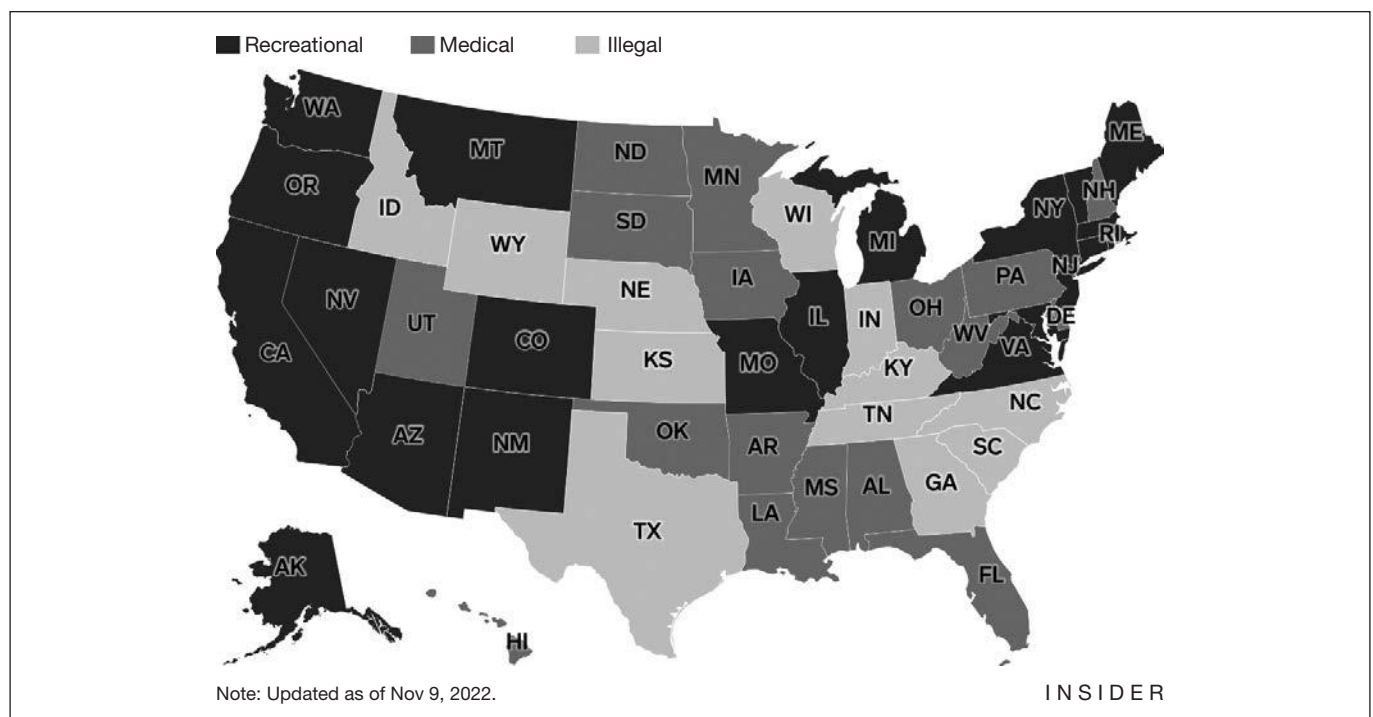 Recreational Medical Illegal
WA
ME
MT
ND
MN
OR
NH
ID
WI
NY
SD
MI
RI
WY
PA
NJ
IA
NE
NV
OH
IL
IN
DE
UT
WV
CO
VA
CA
KS
MO
KY
NC
TN
AZ
OK
NM
AR
SC
GA
MS
AL
LA
TX
AK
FL
HI
Note: Updated as of Nov 9, 2022.
INSIDER